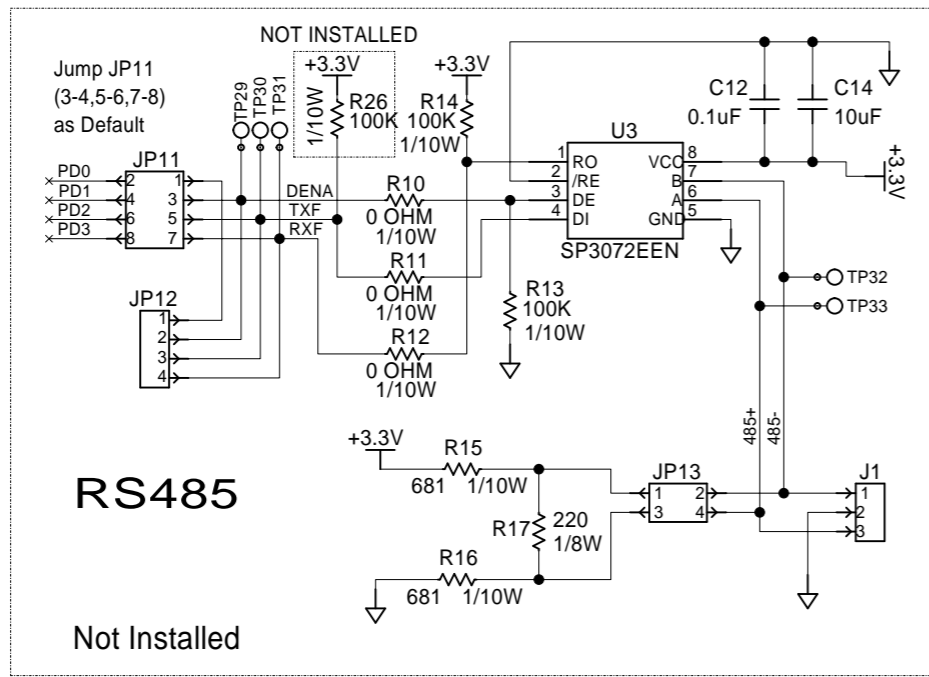 NOT INSTALLED
Jump JP11
(3-4,5-6,7-8)
as Default
TP29
TP30
TP31
+3.3V
1/10W
R26
100K
+3.3V
R14
100K
1/10W
C12
0.1uF
C14
10uF
+3.3V
JP11
PD0
PD1
PD2
PD3
2
4
6
8
1
3
5
7
DENA
TXF
RXF
R10
0 OHM
1/10W
R11
0 OHM
1/10W
R12
0 OHM
1/10W
R13
100K
1/10W
U3
1
2
3
4
RO
/RE
DE
DI
VCC
B
A
GND
8
7
6
5
SP3072EEN
TP32
TP33
JP12
1
2
3
4
485+
485-
+3.3V
R15
681
1/10W
R17
220
1/8W
R16
681
1/10W
JP13
1
3
2
4
J1
1
2
3
RS485
Not Installed